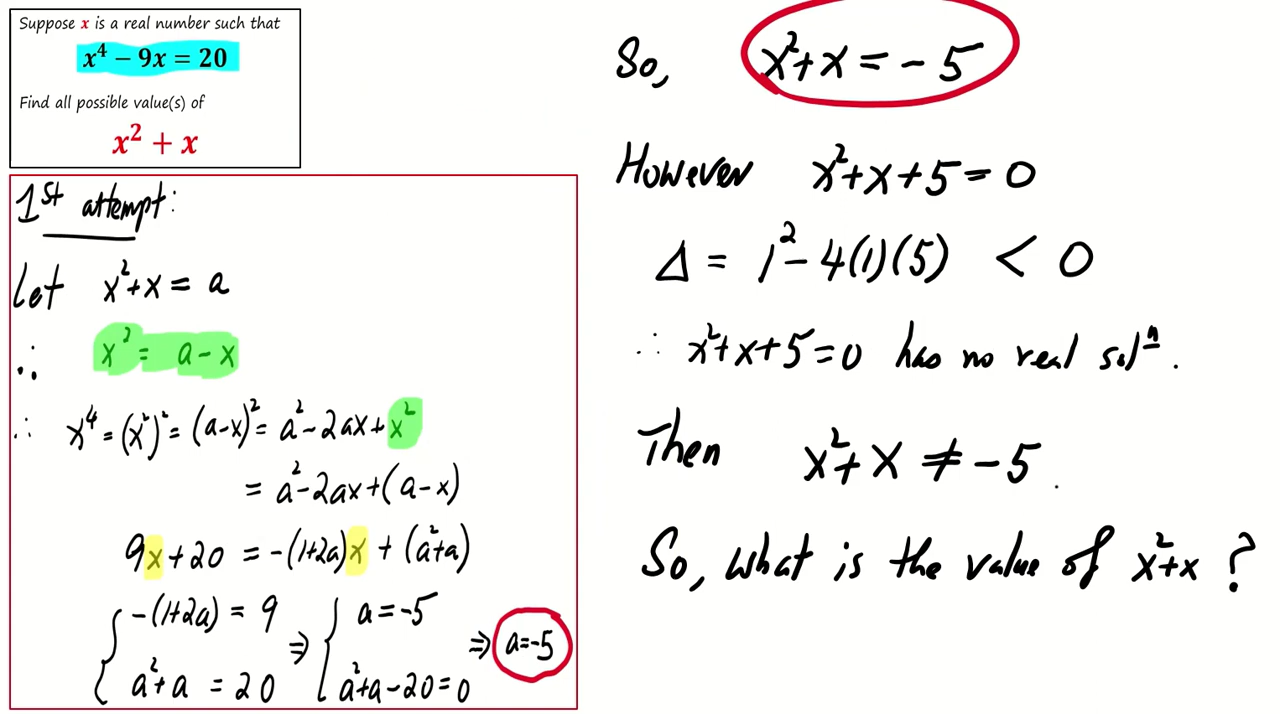 Suppose x is a real number such that
x⁴ − 9x = 20
Find all possible value(s) of
x² + x
1st attempt:
Let x²+x = a
∴ x² = a-x
∴ x⁴ = (x²)² = (a-x)² = a²-2ax+x²
= a²-2ax+(a-x)
9x+20 = -(1+2a)x + (a²+a)
{ -(1+2a) = 9 ⇒ { a = -5 ⇒ a=-5
a²+a = 20 a²+a-20=0
So, x²+x = -5
However x²+x+5=0
Δ = 1²-4(1)(5) < 0
∴ x²+x+5=0 has no real solⁿ.
Then x²+x ≠ -5.
So, what is the value of x²+x ?